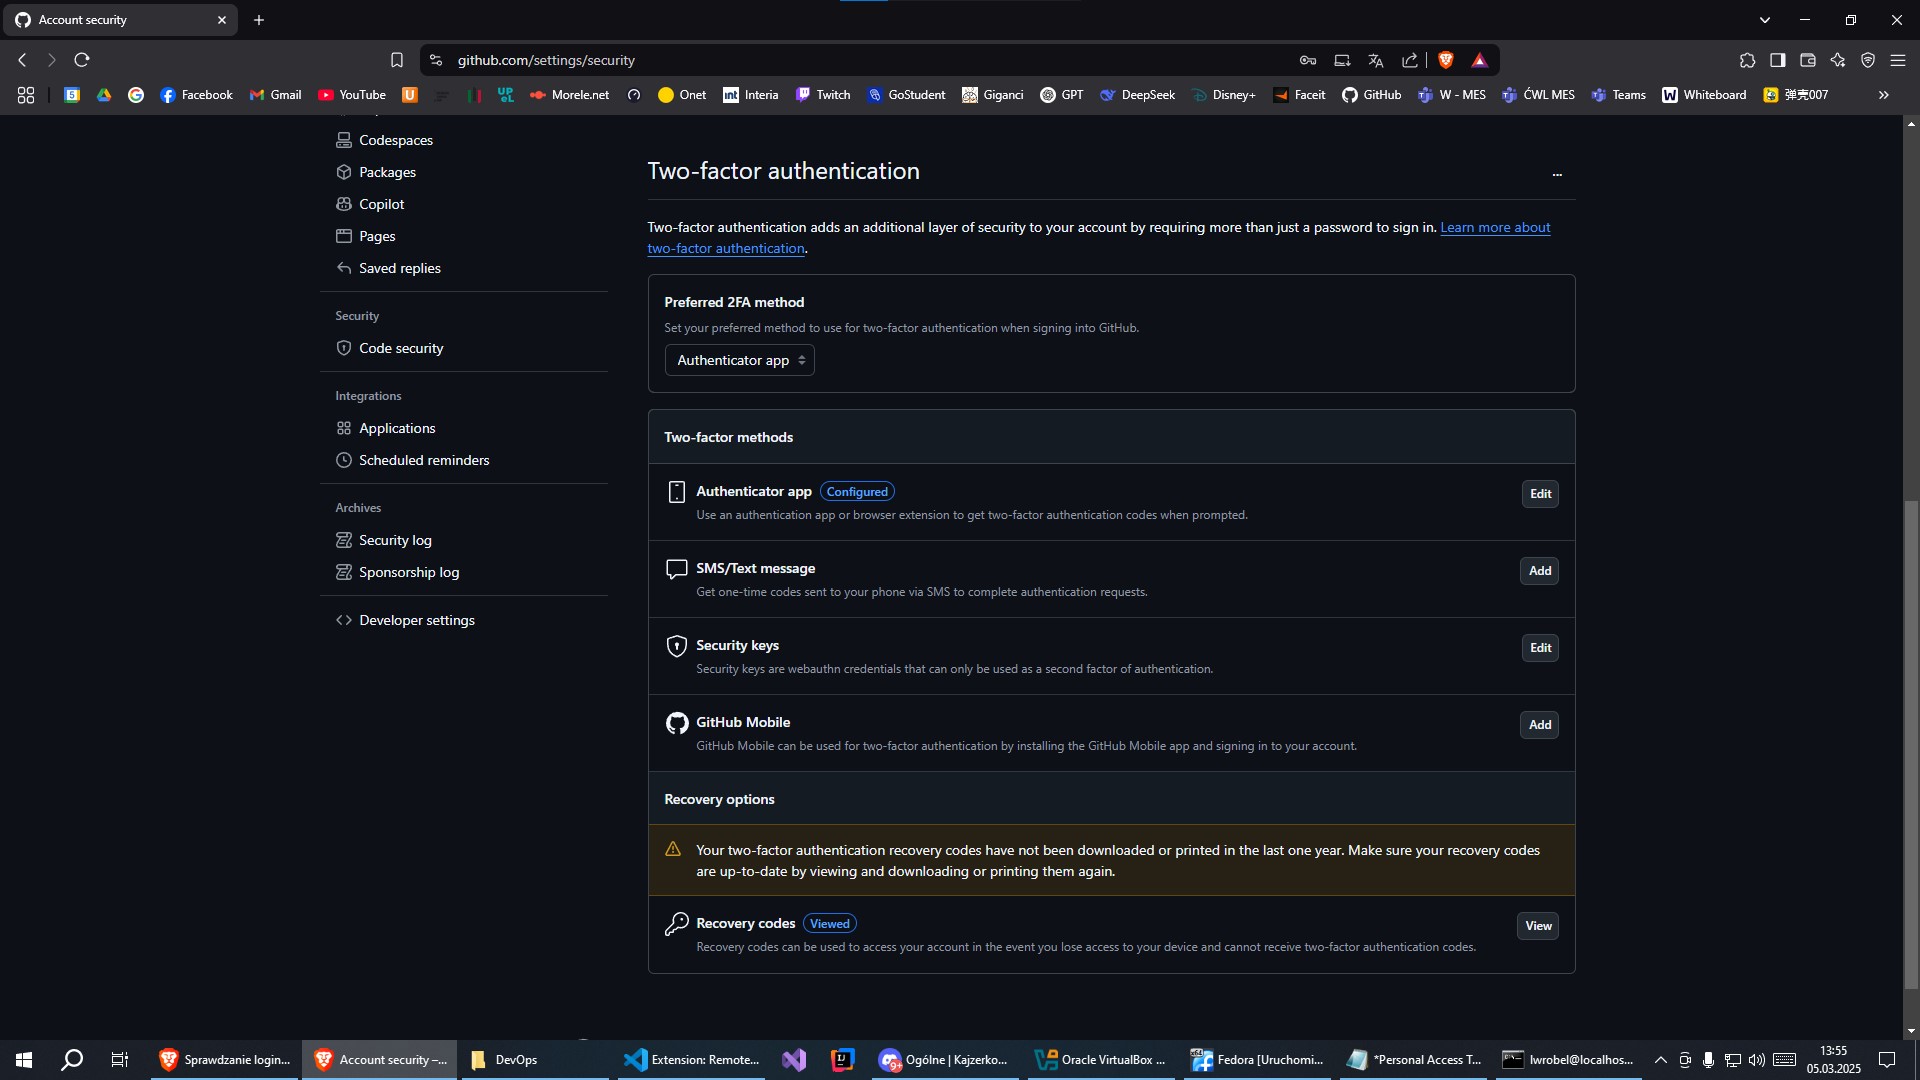 Account security
github.com/settings/security
5
Facebook
Gmail
YouTube
U
UPEL
Morele.net
Onet
int Interia
Twitch
GoStudent
Giganci
GPT
DeepSeek
Disney+
Faceit
GitHub
W - MES
ĆWL MES
Teams
W Whiteboard
弹壳007
Codespaces
Packages
Copilot
Pages
Saved replies
Security
Code security
Integrations
Applications
Scheduled reminders
Archives
Security log
Sponsorship log
Developer settings
Two-factor authentication
...
Two-factor authentication adds an additional layer of security to your account by requiring more than just a password to sign in. Learn more about
two-factor authentication.
Preferred 2FA method
Set your preferred method to use for two-factor authentication when signing into GitHub.
Authenticator app
Two-factor methods
Authenticator app Configured
Edit
Use an authentication app or browser extension to get two-factor authentication codes when prompted.
SMS/Text message
Add
Get one-time codes sent to your phone via SMS to complete authentication requests.
Security keys
Edit
Security keys are webauthn credentials that can only be used as a second factor of authentication.
GitHub Mobile
Add
GitHub Mobile can be used for two-factor authentication by installing the GitHub Mobile app and signing in to your account.
Recovery options
Your two-factor authentication recovery codes have not been downloaded or printed in the last one year. Make sure your recovery codes
are up-to-date by viewing and downloading or printing them again.
Recovery codes Viewed
View
Recovery codes can be used to access your account in the event you lose access to your device and cannot receive two-factor authentication codes.
Sprawdzanie login...
Account security –...
DevOps
Extension: Remote...
IJ
9+
Ogólne | Kajzerko...
Oracle VirtualBox ...
Fedora [Uruchomi...
*Personal Access T...
lwrobel@localhos...
13:55
05.03.2025